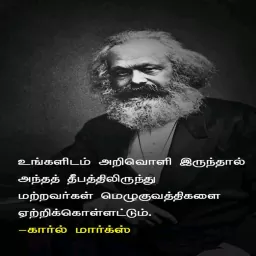 உங்களிடம் அறிவொளி இருந்தால்
அந்தத் தீபத்திலிருந்து
மற்றவர்கள் மெழுகுவத்திகளை
ஏற்றிக்கொள்ளட்டும்.
–கார்ல் மார்க்ஸ்